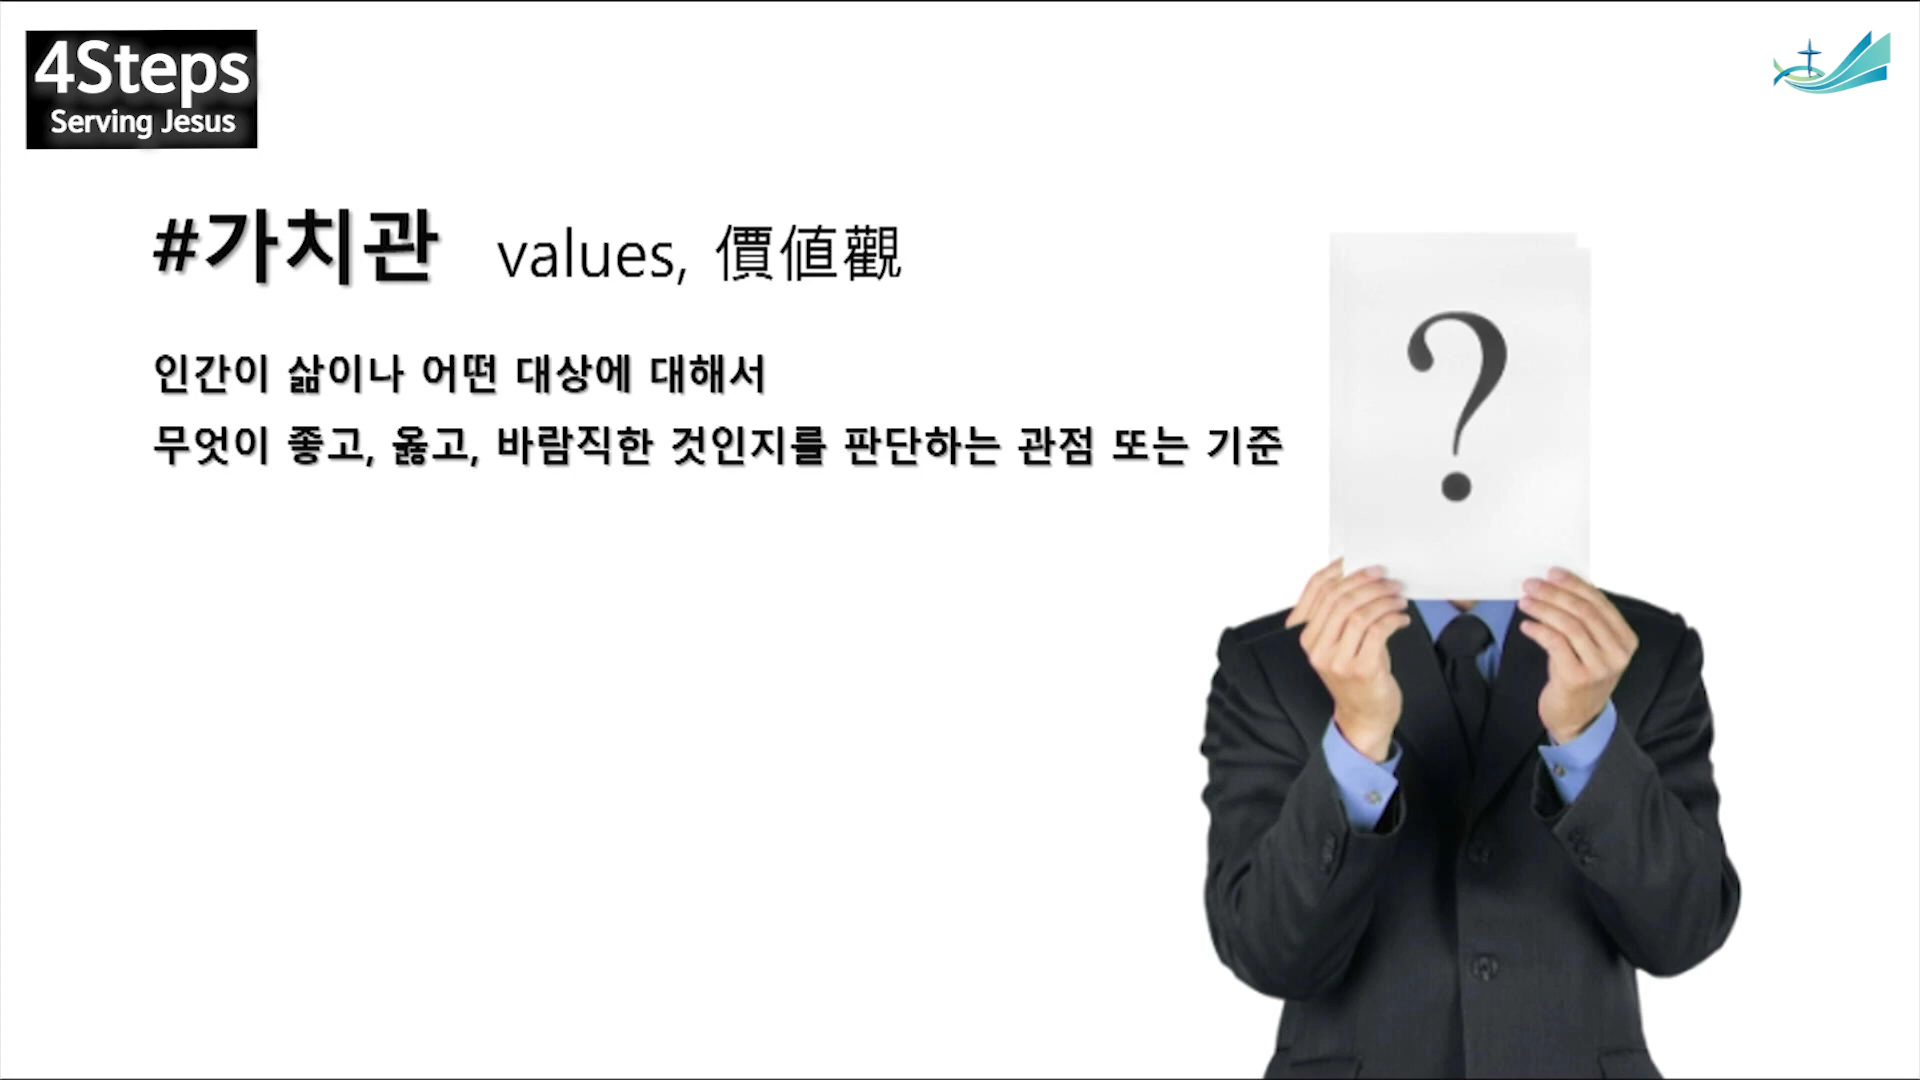 4Steps
Serving Jesus
#가치관 values, 價値觀
인간이 삶이나 어떤 대상에 대해서
무엇이 좋고, 옳고, 바람직한 것인지를 판단하는 관점 또는 기준
?